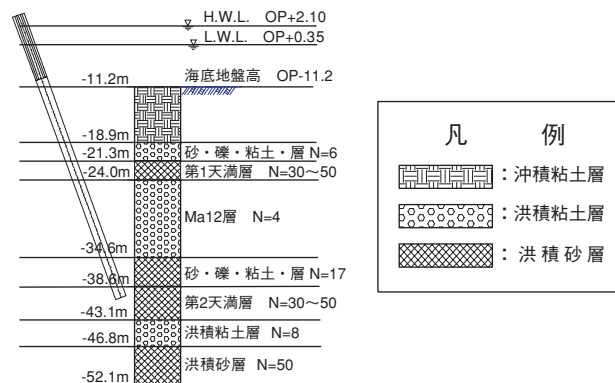 H.W.L. OP+2.10
L.W.L. OP+0.35
-11.2m 海底地盤高 OP-11.2
-18.9m
-21.3m 砂・礫・粘土・層 N=6
-24.0m 第1天満層 N=30～50
Ma12層 N=4
-34.6m
砂・礫・粘土・層 N=17
-38.6m
第2天満層 N=30～50
-43.1m
洪積粘土層 N=8
-46.8m
洪積砂層 N=50
-52.1m
凡 例
：沖積粘土層
：洪積粘土層
：洪積砂層